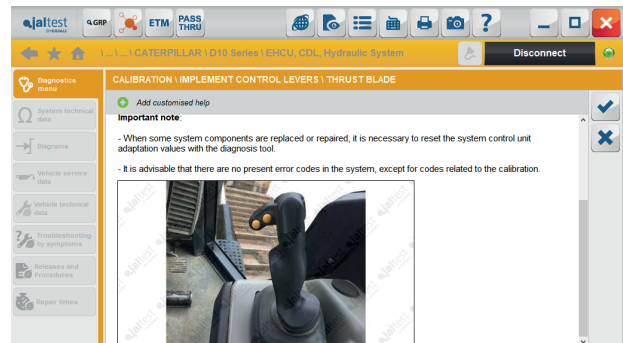 jaltest
GRP
ETM
PASS
THRU
\ ...\ ...\ CATERPILLAR \ D10 Series \ EHCU, CDL, Hydraulic System
Disconnect
Diagnostics
menu
CALIBRATION \ IMPLEMENT CONTROL LEVERS \ THRUST BLADE
Add customised help
System technical
data
Important note:
- When some system components are replaced or repaired, it is necessary to reset the system control unit
adaptation values with the diagnosis tool.
Diagrams
- It is advisable that there are no present error codes in the system, except for codes related to the calibration.
Vehicle service
data
Vehicle technical
data
Troubleshooting
by symptoms
Releases and
Procedures
Repair times
jaltest
jaltest
jaltest
jaltest